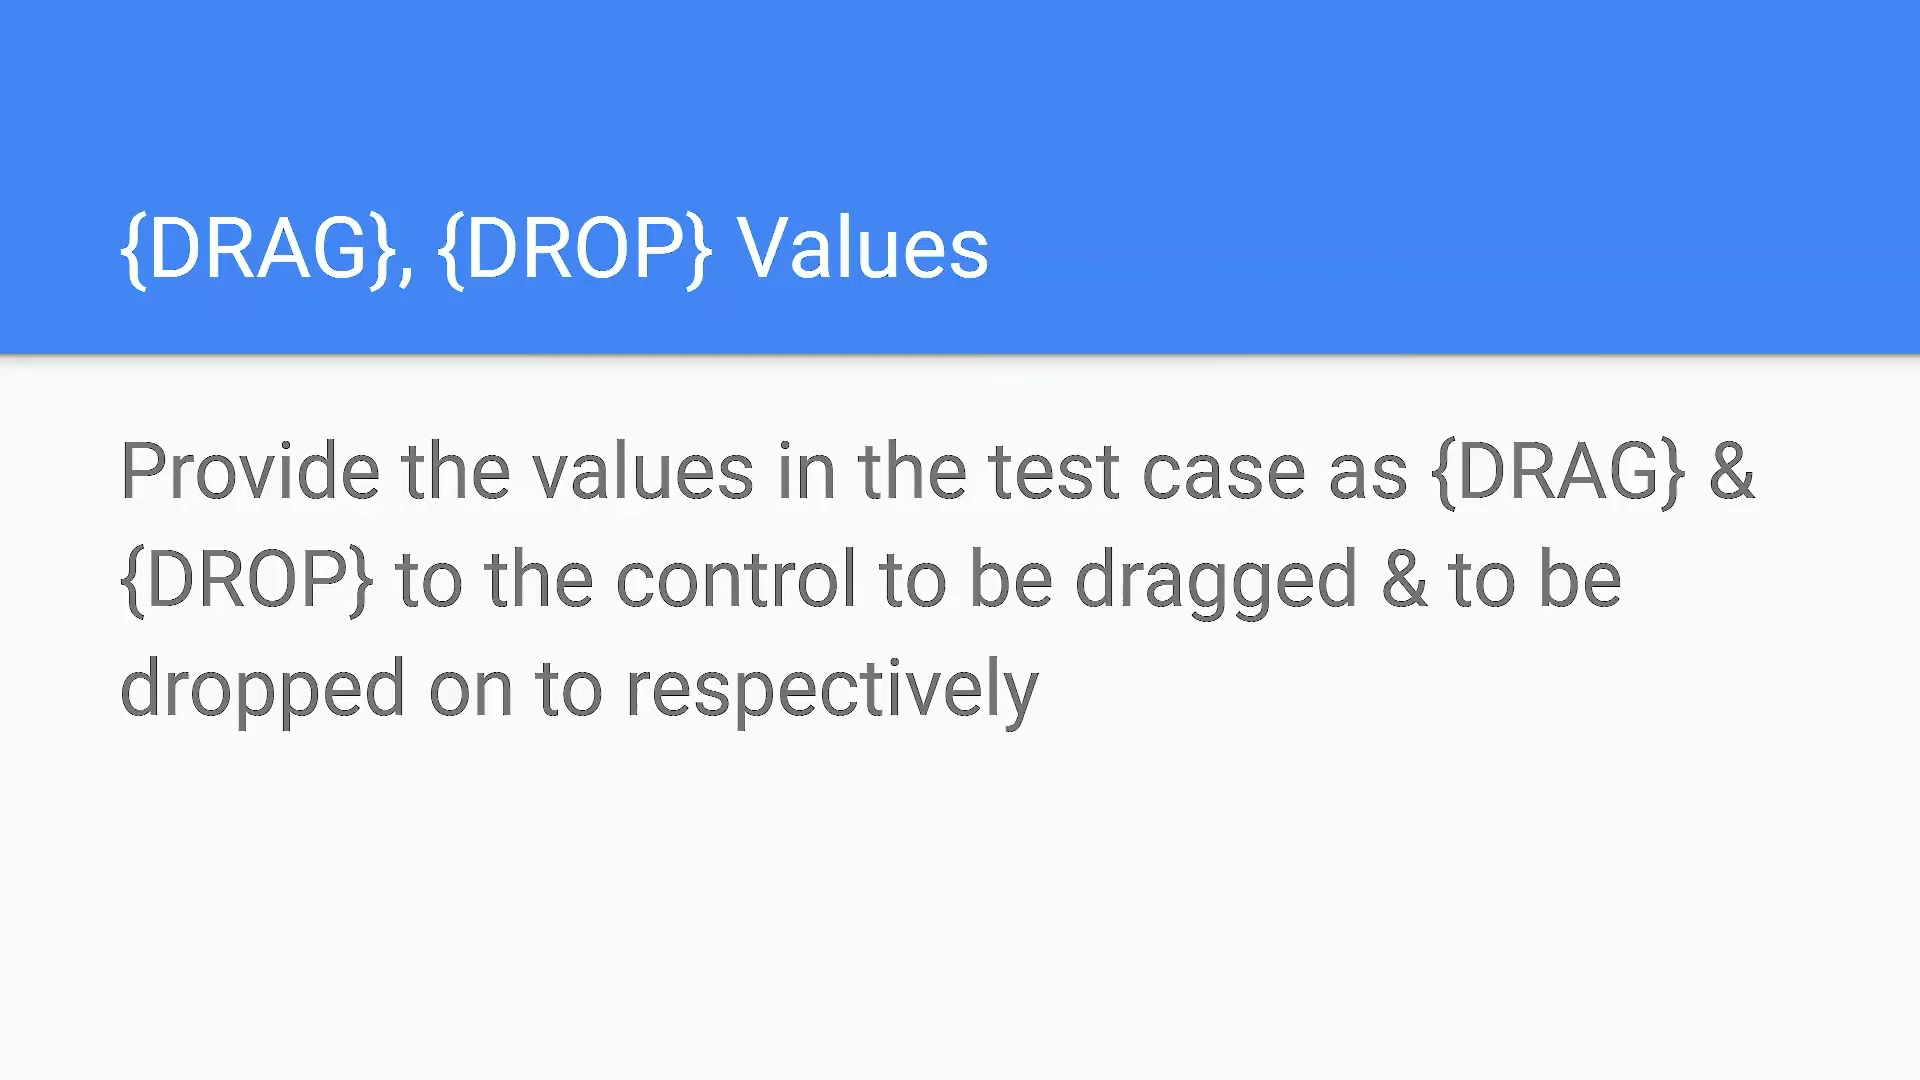 {DRAG}, {DROP} Values
Provide the values in the test case as {DRAG} &
{DROP} to the control to be dragged & to be
dropped on to respectively